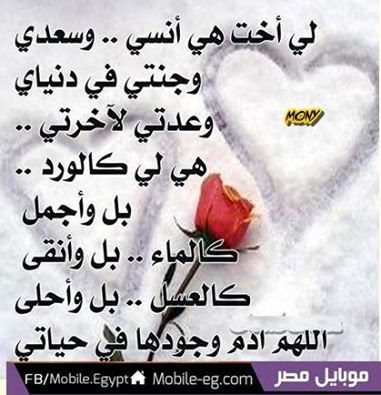 لي أخت هي أنسي .. وسعدي
وجنتي في دنياي
وعدتي لآخرتي ..
هي لي كالورد ..
بل وأجمل
كالماء .. بل وأنقى
كالعسل .. بل وأحلى
اللهم ادم وجودها في حياتي
MONY
FB/Mobile.Egypt Mobile-eg.com موبايل مصر